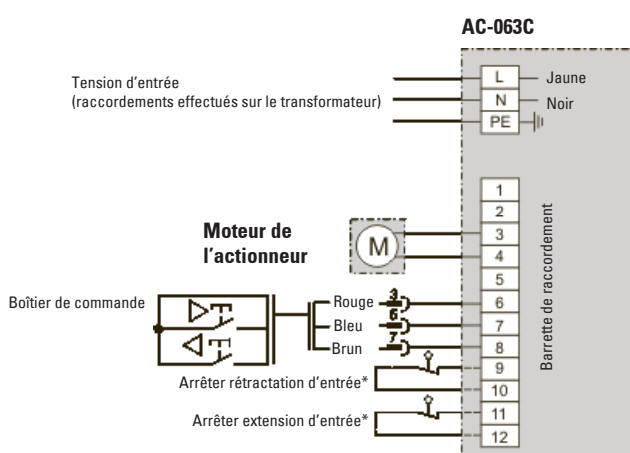 AC-063C
Tension d'entrée
(raccordements effectués sur le transformateur)
L
Jaune
N
Noir
PE
1
2
3
4
5
6
7
8
9
10
11
12
Barrette de raccordement
Moteur de
l'actionneur
M
Boîtier de commande
Rouge
3
Bleu
6
Brun
7
Arrêter rétractation d'entrée*
Arrêter extension d'entrée*